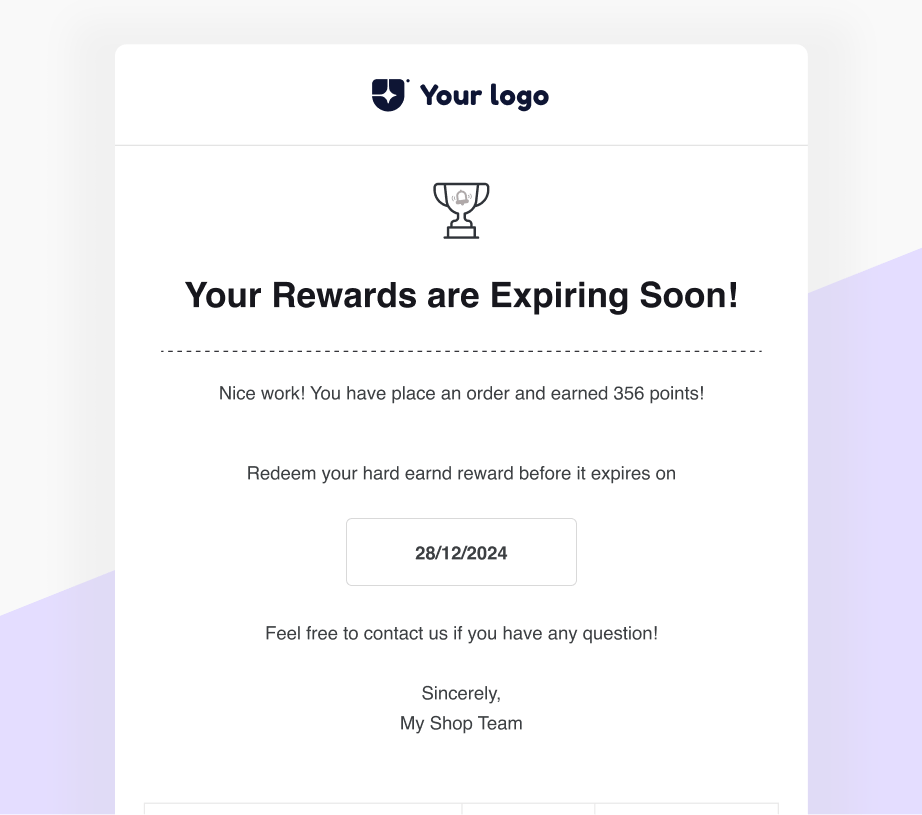 Your logo
Your Rewards are Expiring Soon!
Nice work! You have place an order and earned 356 points!
Redeem your hard earnd reward before it expires on
28/12/2024
Feel free to contact us if you have any question!
Sincerely,
My Shop Team